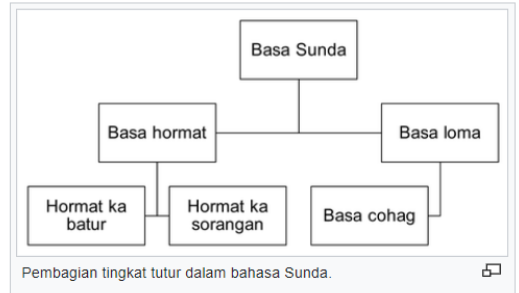 Basa Sunda
Basa hormat
Basa loma
Hormat ka
batur
Hormat ka
sorangan
Basa cohag
Pembagian tingkat tutur dalam bahasa Sunda.